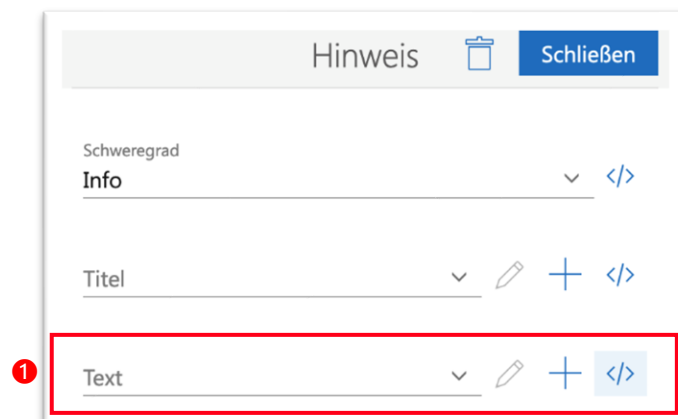 Hinweis
Schließen
Schweregrad
Info
</>
Titel
</>
1
Text
</>